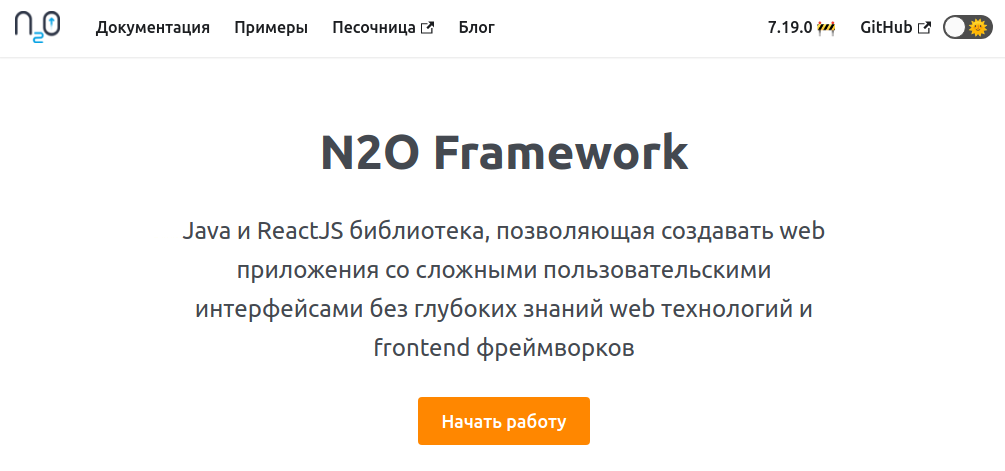 n2o Документация Примеры Песочница Блог 7.19.0 🚧 GitHub 🌞
N2O Framework
Java и ReactJS библиотека, позволяющая создавать web
приложения со сложными пользовательскими
интерфейсами без глубоких знаний web технологий и
frontend фреймворков
Начать работу